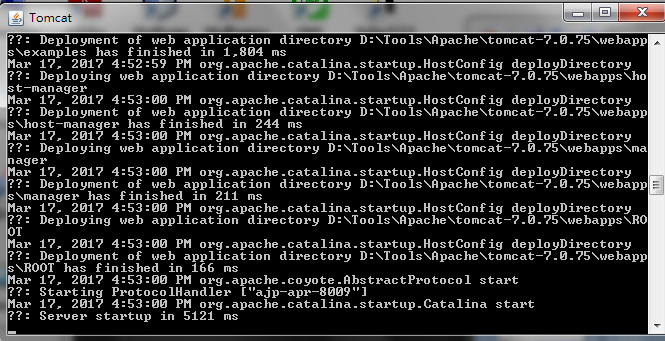 Tomcat
??: Deployment of web application directory D:\Tools\Apache\tomcat-7.0.75\webapp
s\examples has finished in 1,804 ms
Mar 17, 2017 4:52:59 PM org.apache.catalina.startup.HostConfig deployDirectory
??: Deploying web application directory D:\Tools\Apache\tomcat-7.0.75\webapps\ho
st-manager
Mar 17, 2017 4:53:00 PM org.apache.catalina.startup.HostConfig deployDirectory
??: Deployment of web application directory D:\Tools\Apache\tomcat-7.0.75\webapp
s\host-manager has finished in 244 ms
Mar 17, 2017 4:53:00 PM org.apache.catalina.startup.HostConfig deployDirectory
??: Deploying web application directory D:\Tools\Apache\tomcat-7.0.75\webapps\ma
nager
Mar 17, 2017 4:53:00 PM org.apache.catalina.startup.HostConfig deployDirectory
??: Deployment of web application directory D:\Tools\Apache\tomcat-7.0.75\webapp
s\manager has finished in 211 ms
Mar 17, 2017 4:53:00 PM org.apache.catalina.startup.HostConfig deployDirectory
??: Deploying web application directory D:\Tools\Apache\tomcat-7.0.75\webapps\RO
OT
Mar 17, 2017 4:53:00 PM org.apache.catalina.startup.HostConfig deployDirectory
??: Deployment of web application directory D:\Tools\Apache\tomcat-7.0.75\webapp
s\ROOT has finished in 166 ms
Mar 17, 2017 4:53:00 PM org.apache.coyote.AbstractProtocol start
??: Starting ProtocolHandler ["ajp-apr-8009"]
Mar 17, 2017 4:53:00 PM org.apache.catalina.startup.Catalina start
??: Server startup in 5121 ms